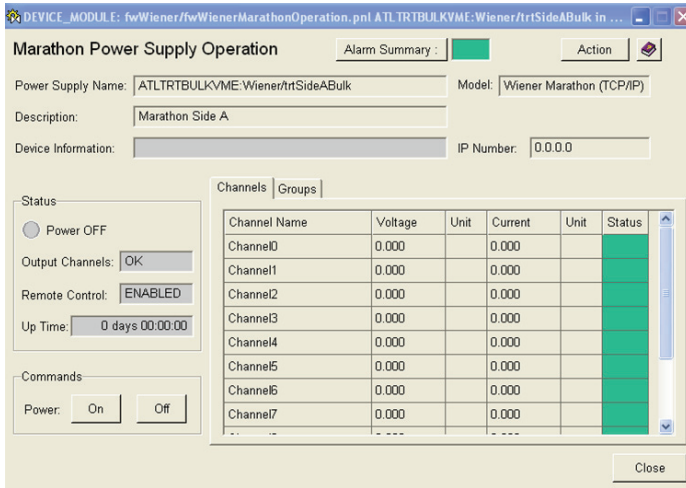 DEVICE_MODULE: fwWiener/fwWienerMarathonOperation.pnl ATLTRTBULKVME:Wiener/trtSideABulk in ...
Marathon Power Supply Operation
Alarm Summary :
Action
Power Supply Name: ATLTRTBULKVME:Wiener/trtSideABulk
Model: Wiener Marathon (TCP/IP)
Description: Marathon Side A
Device Information:
IP Number: 0.0.0.0
Status
Power OFF
Output Channels: OK
Remote Control: ENABLED
Up Time: 0 days 00:00:00
Commands
Power: On Off
Channels Groups
Channel Name Voltage Unit Current Unit Status
Channel0 0.000 0.000
Channel1 0.000 0.000
Channel2 0.000 0.000
Channel3 0.000 0.000
Channel4 0.000 0.000
Channel5 0.000 0.000
Channel6 0.000 0.000
Channel7 0.000 0.000
Close